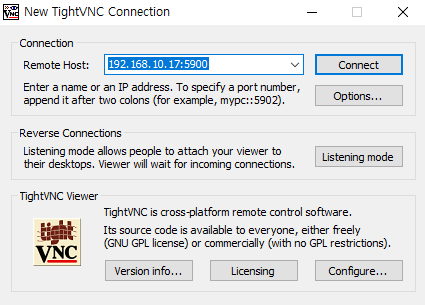 New TightVNC Connection
Connection
Remote Host:
192.168.10.17:5900
Connect
Enter a name or an IP address. To specify a port number,
append it after two colons (for example, mypc::5902).
Options...
Reverse Connections
Listening mode allows people to attach your viewer to
their desktops. Viewer will wait for incoming connections.
Listening mode
TightVNC Viewer
tight
VNC
TightVNC is cross-platform remote control software.
Its source code is available to everyone, either freely
(GNU GPL license) or commercially (with no GPL restrictions).
Version info...
Licensing
Configure...